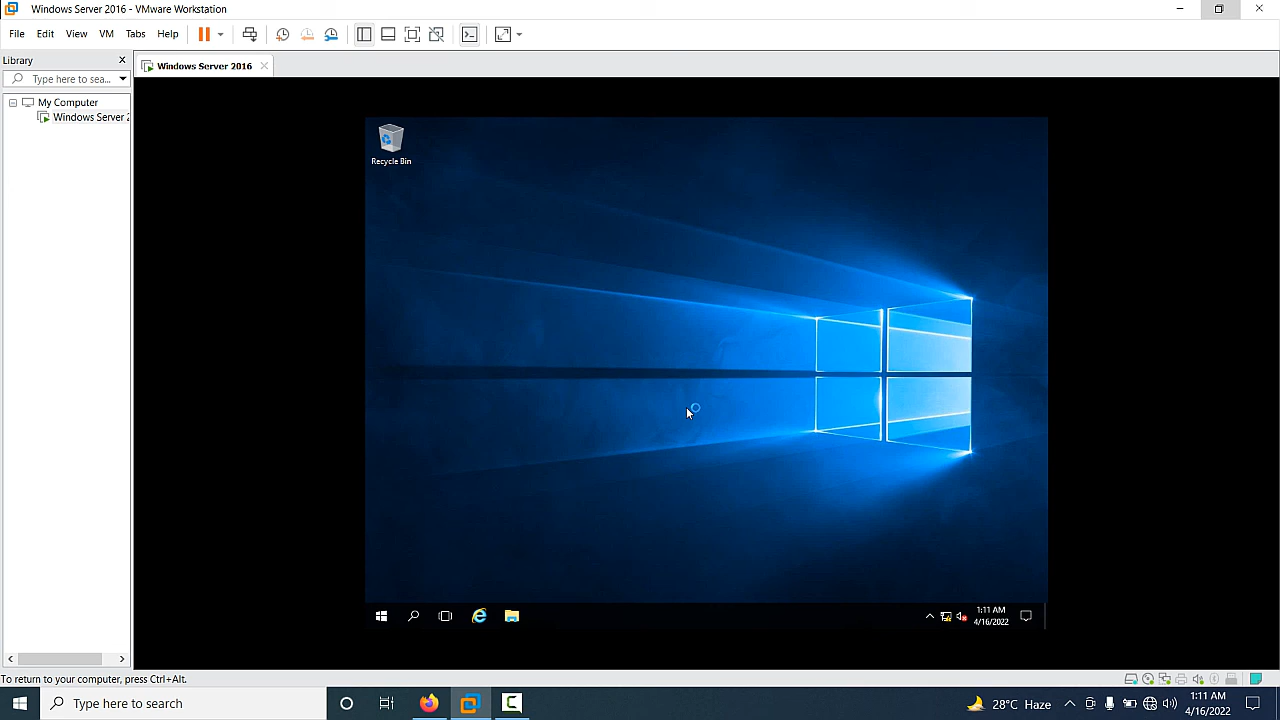 Windows Server 2016 - VMware Workstation
File Edit View VM Tabs Help
Library
Type here to sea...
Windows Server 2016
My Computer
Windows Server 2
Recycle Bin
1:11 AM
4/16/2022
To return to your computer, press Ctrl+Alt.
Type here to search
28°C Haze
1:11 AM
4/16/2022